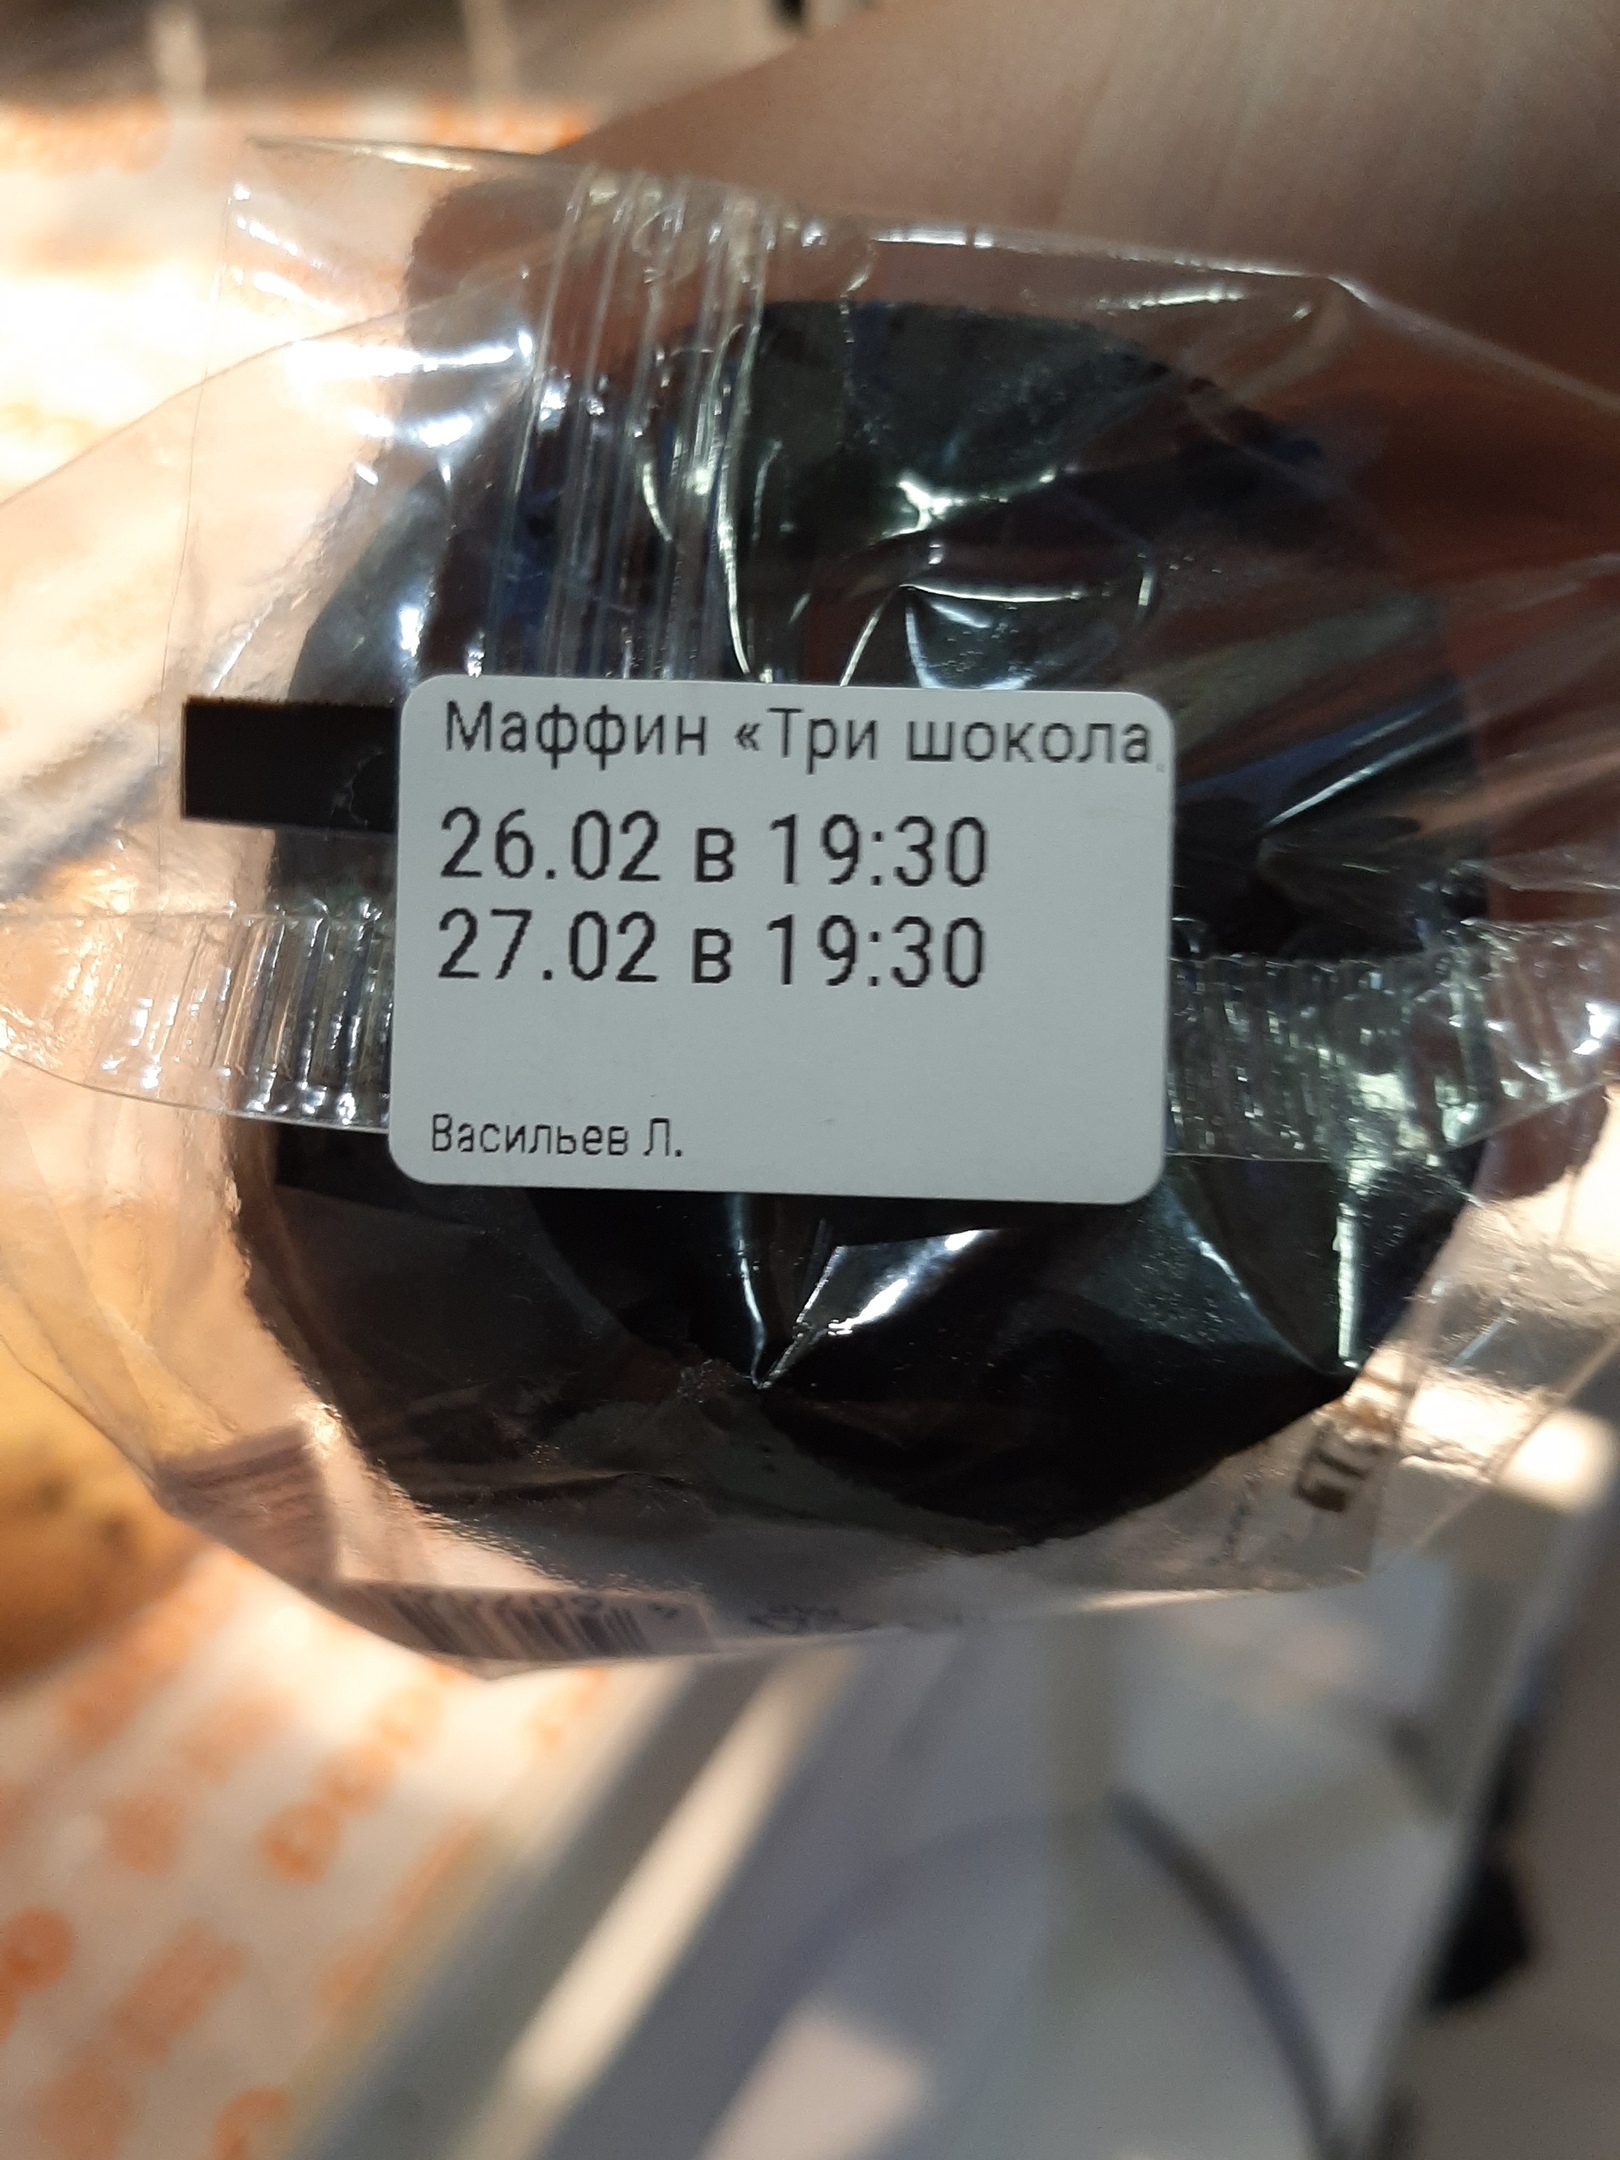 Маффин «Три шокола
26.02 в 19:30
27.02 в 19:30
Васильев Л.